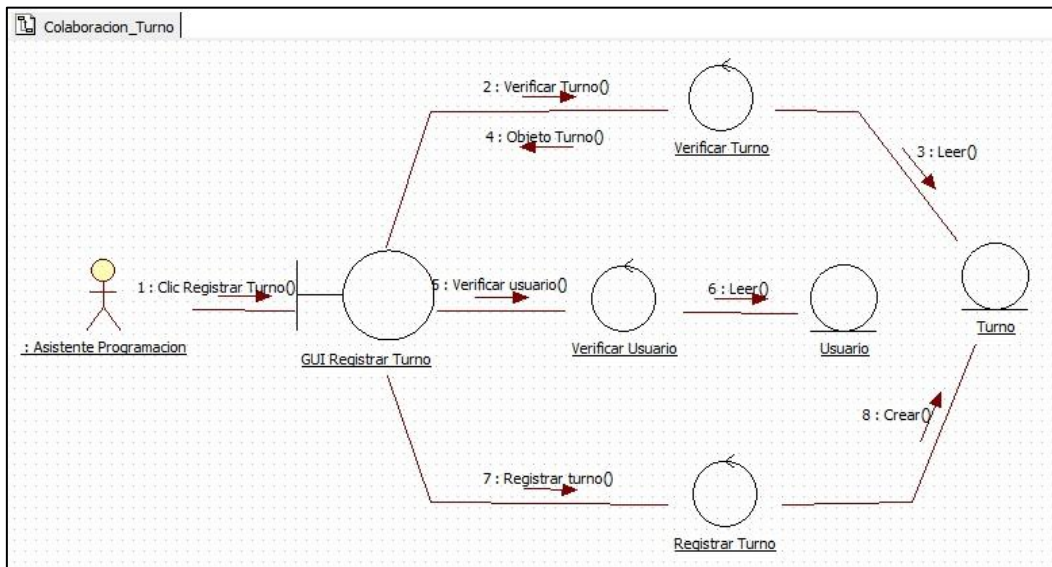 Colaboracion_Turno
2 : Verificar Turno()
4 : Objeto Turno()
Verificar Turno
3 : Leer()
1 : Clic Registrar Turno()
5 : Verificar usuario()
6 : Leer()
: Asistente Programacion
GUI Registrar Turno
Verificar Usuario
Usuario
Turno
8 : Crear()
7 : Registrar turno()
Registrar Turno